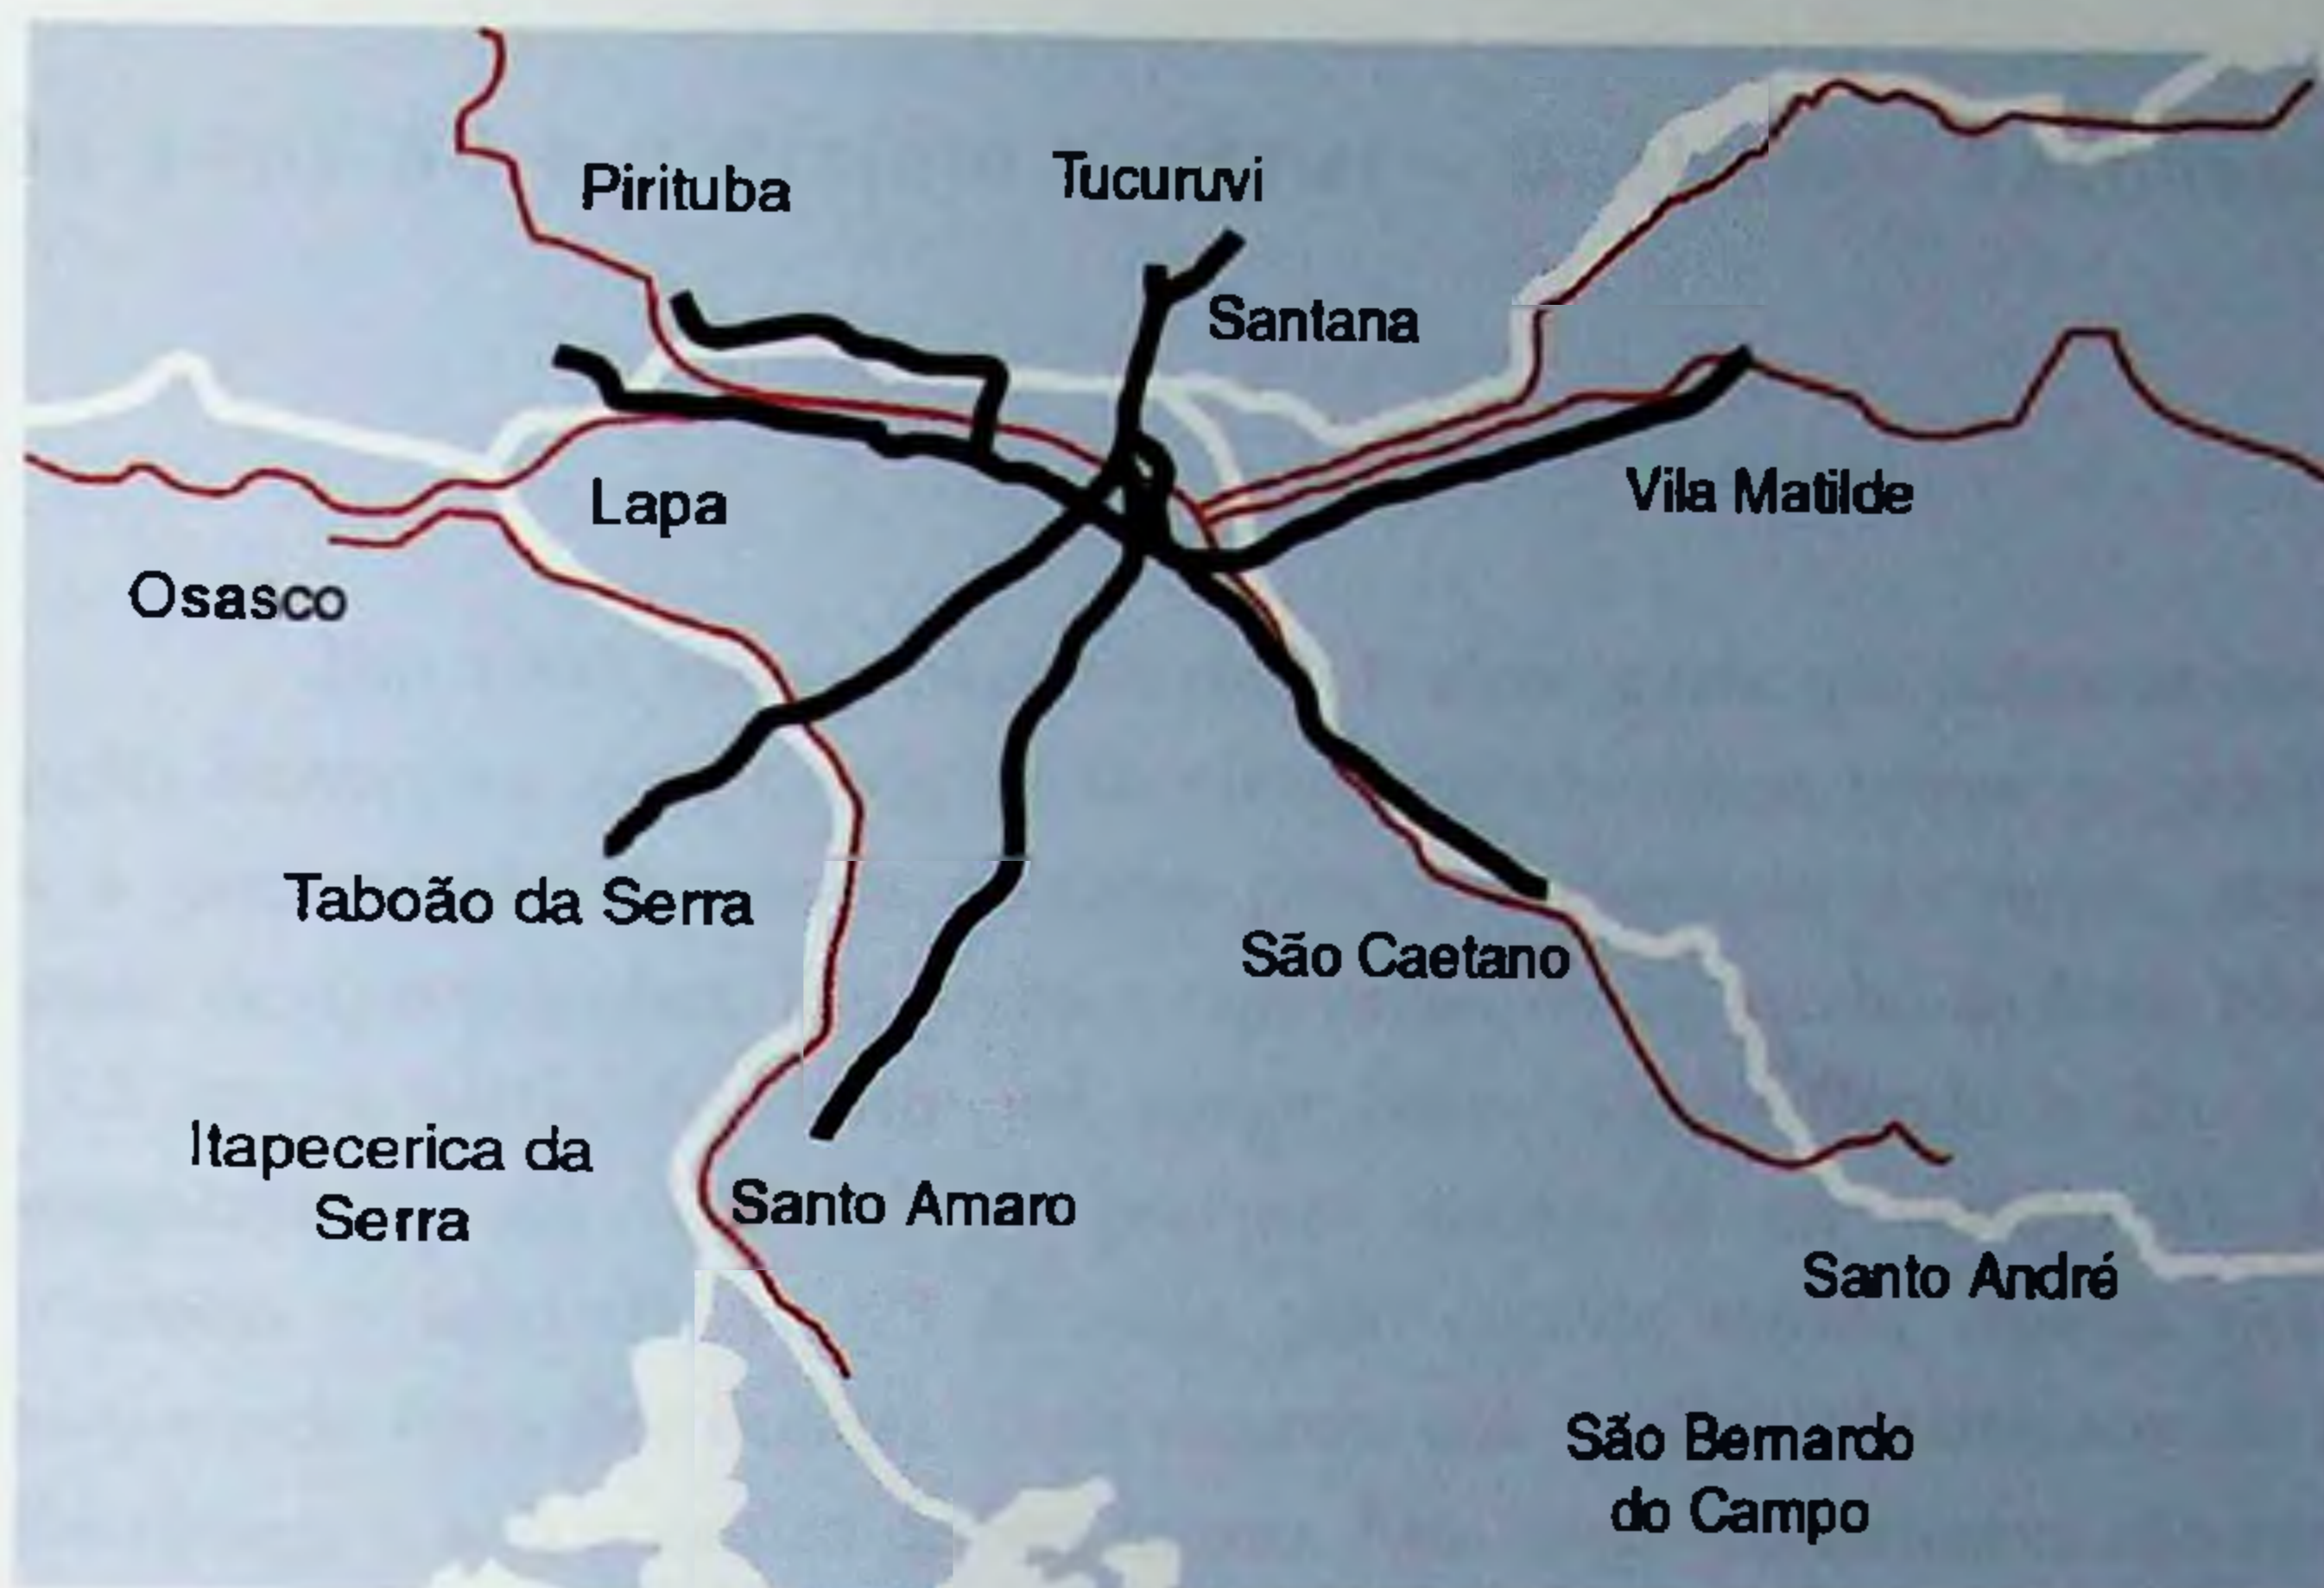 Pirituba
Tucuruvi
Santana
Lapa
Vila Matilde
Osasco
Taboão da Serra
São Caetano
Itapecerica da
Serra
Santo Amaro
Santo André
São Bernardo
do Campo